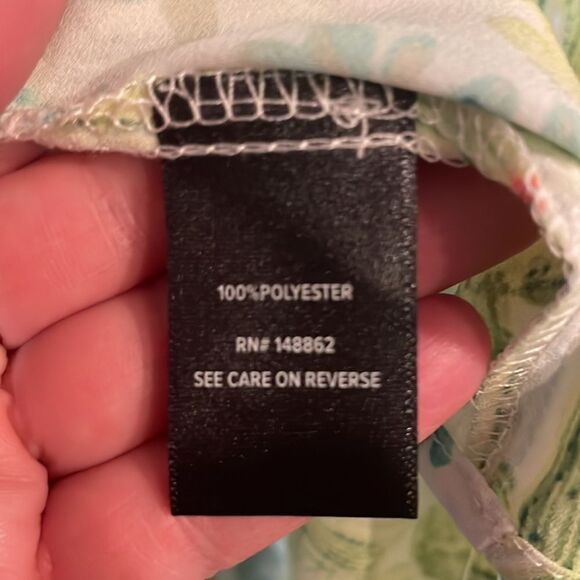 100%POLYESTER
RN# 148862
SEE CARE ON REVERSE